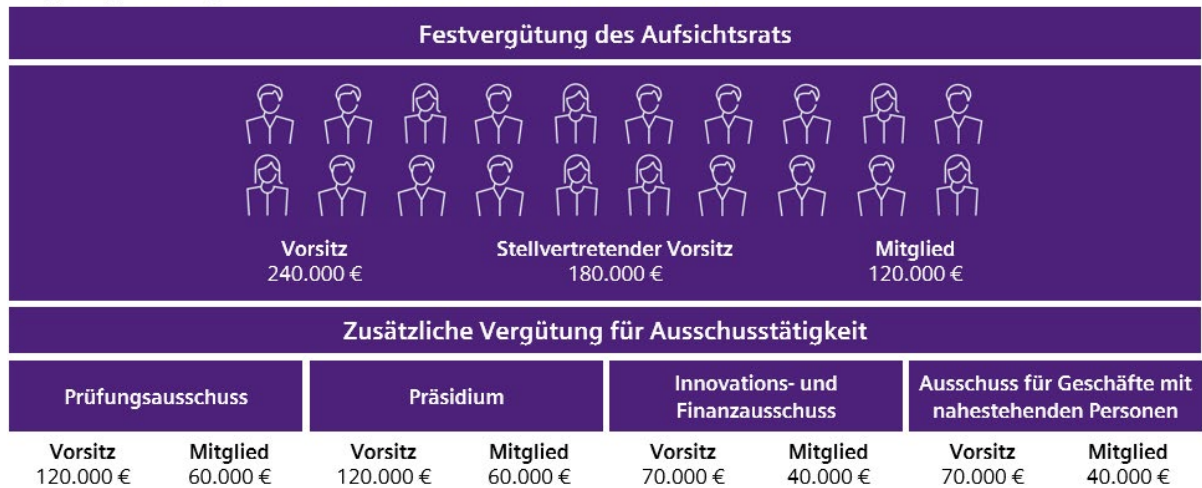 Festvergütung des Aufsichtsrats
Vorsitz
240.000 €
Stellvertretender Vorsitz
180.000 €
Mitglied
120.000 €
Zusätzliche Vergütung für Ausschusstätigkeit
Prüfungsausschuss
Vorsitz
120.000 €
Mitglied
60.000 €
Präsidium
Vorsitz
120.000 €
Mitglied
60.000 €
Innovations- und
Finanzausschuss
Vorsitz
70.000 €
Mitglied
40.000 €
Ausschuss für Geschäfte mit
nahestehenden Personen
Vorsitz
70.000 €
Mitglied
40.000 €